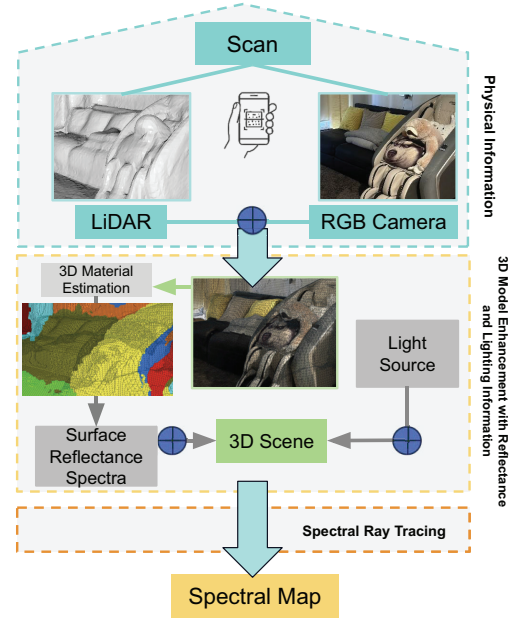 Scan
LiDAR
RGB Camera
Physical Information
3D Material
Estimation
Light
Source
Surface
Reflectance
Spectra
3D Scene
3D Model Enhancement with Reflectance
and Lighting Information
Spectral Ray Tracing
Spectral Map